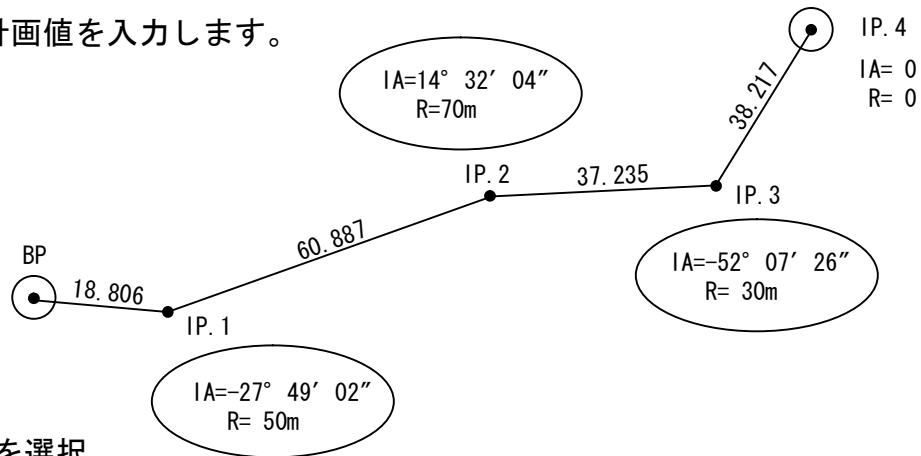 計画値を入力します。
IP. 4
IA= 0
R= 0
38.217
IA=14° 32′ 04″
R=70m
IP. 2
37.235
IP. 3
60.887
IA=-52° 07′ 26″
R= 30m
BP
18.806
IP. 1
IA=-27° 49′ 02″
R= 50m
を選択